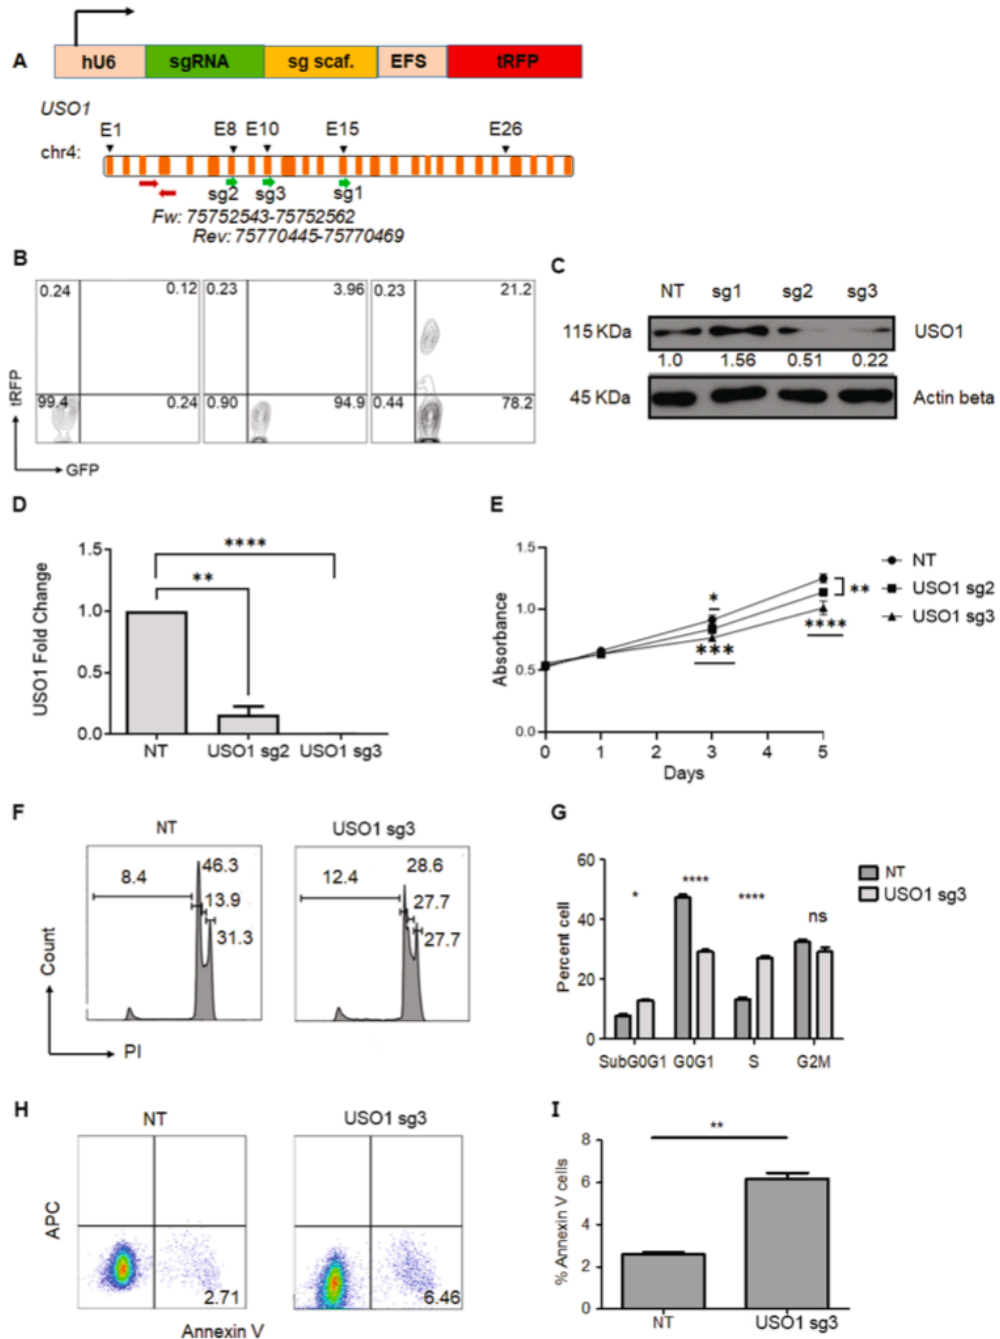 A
hU6 sgRNA sg scaf. EFS tRFP
USO1
E1 E8 E10 E15 E26
chr4:
sg2 sg3 sg1
Fw: 75752543-75752562
Rev: 75770445-75770469
B
0.24 0.12 0.23 3.96 0.23 21.2
99.4 0.24 0.90 94.9 0.44 78.2
tRFP
GFP
C
NT sg1 sg2 sg3
115 KDa USO1
1.0 1.56 0.51 0.22
45 KDa Actin beta
D
USO1 Fold Change
1.5
1.0
0.5
0.0
****
**
NT USO1 sg2 USO1 sg3
E
Absorbance
1.5
1.0
0.5
0.0
*
***
**
****
NT
USO1 sg2
USO1 sg3
0 1 2 3 4 5
Days
F
NT USO1 sg3
8.4 46.3 13.9 31.3
12.4 28.6 27.7 27.7
Count
PI
G
Percent cell
60
40
20
0
* **** **** ns
NT
USO1 sg3
SubG0G1 G0G1 S G2M
H
NT USO1 sg3
APC
2.71 6.46
Annexin V
I
% Annexin V cells
8
6
4
2
0
**
NT USO1 sg3